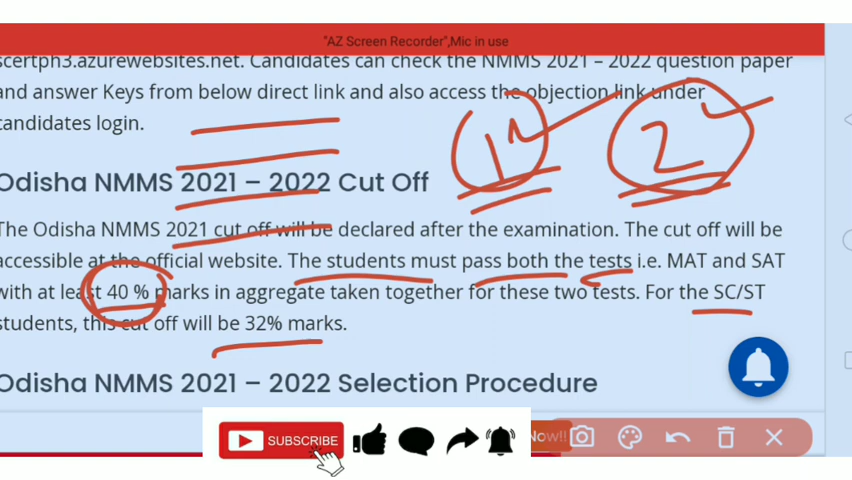 "AZ Screen Recorder",Mic in use
scertph3.azurewebsites.net. Candidates can check the NMMS 2021 – 2022 question paper
and answer Keys from below direct link and also access the objection link under
candidates login.
1
2
Odisha NMMS 2021 – 2022 Cut Off
The Odisha NMMS 2021 cut off will be declared after the examination. The cut off will be
accessible at the official website. The students must pass both the tests i.e. MAT and SAT
with at least 40 % marks in aggregate taken together for these two tests. For the SC/ST
students, this cut off will be 32% marks.
Odisha NMMS 2021 – 2022 Selection Procedure
SUBSCRIBE
Now!!